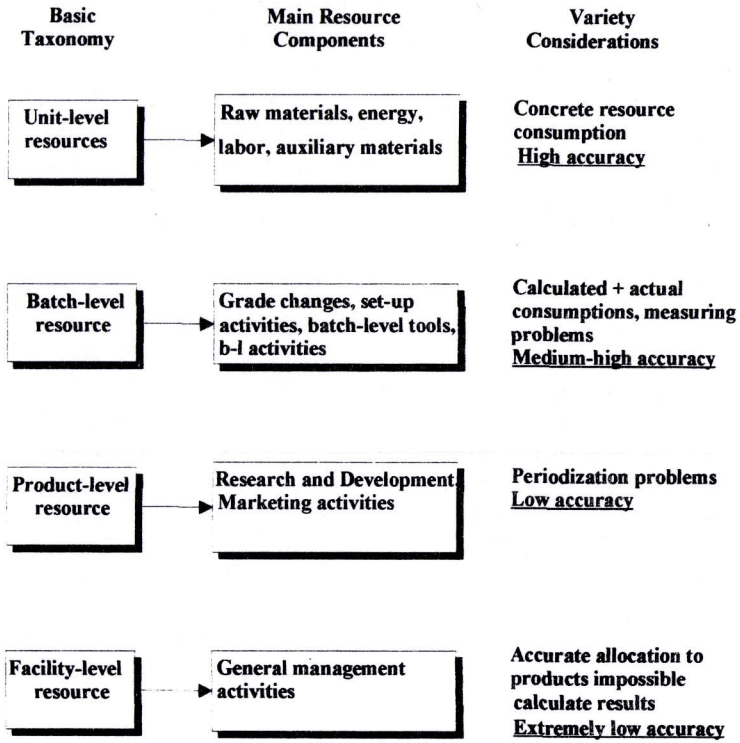 Basic
Taxonomy
Main Resource
Components
Variety
Considerations
Unit-level
resources
Raw materials, energy,
labor, auxiliary materials
Concrete resource
consumption
High accuracy
Batch-level
resource
Grade changes, set-up
activities, batch-level tools,
b-l activities
Calculated + actual
consumptions, measuring
problems
Medium-high accuracy
Product-level
resource
Research and Development,
Marketing activities
Periodization problems
Low accuracy
Facility-level
resource
General management
activities
Accurate allocation to
products impossible
calculate results
Extremely low accuracy